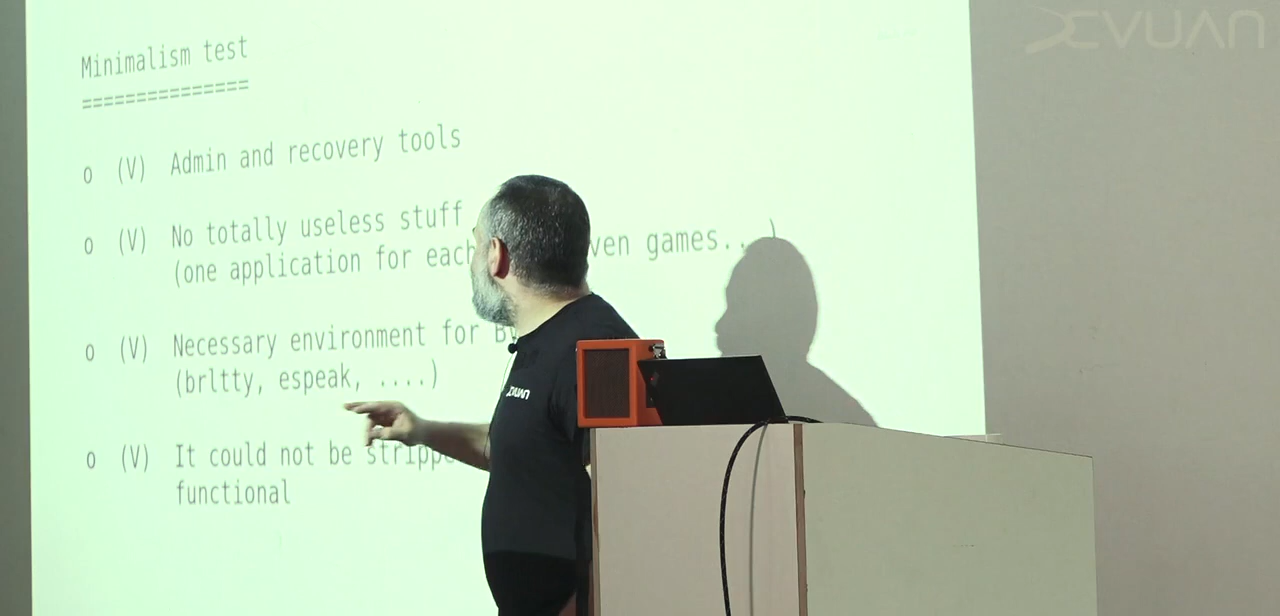 DEVUAN
Minimalism test
==============
o (V) Admin and recovery tools
o (V) No totally useless stuff
(one application for each ven games...)
o (V) Necessary environment for
(brltty, espeak, ....)
o (V) It could not be
functional
DEVUAN